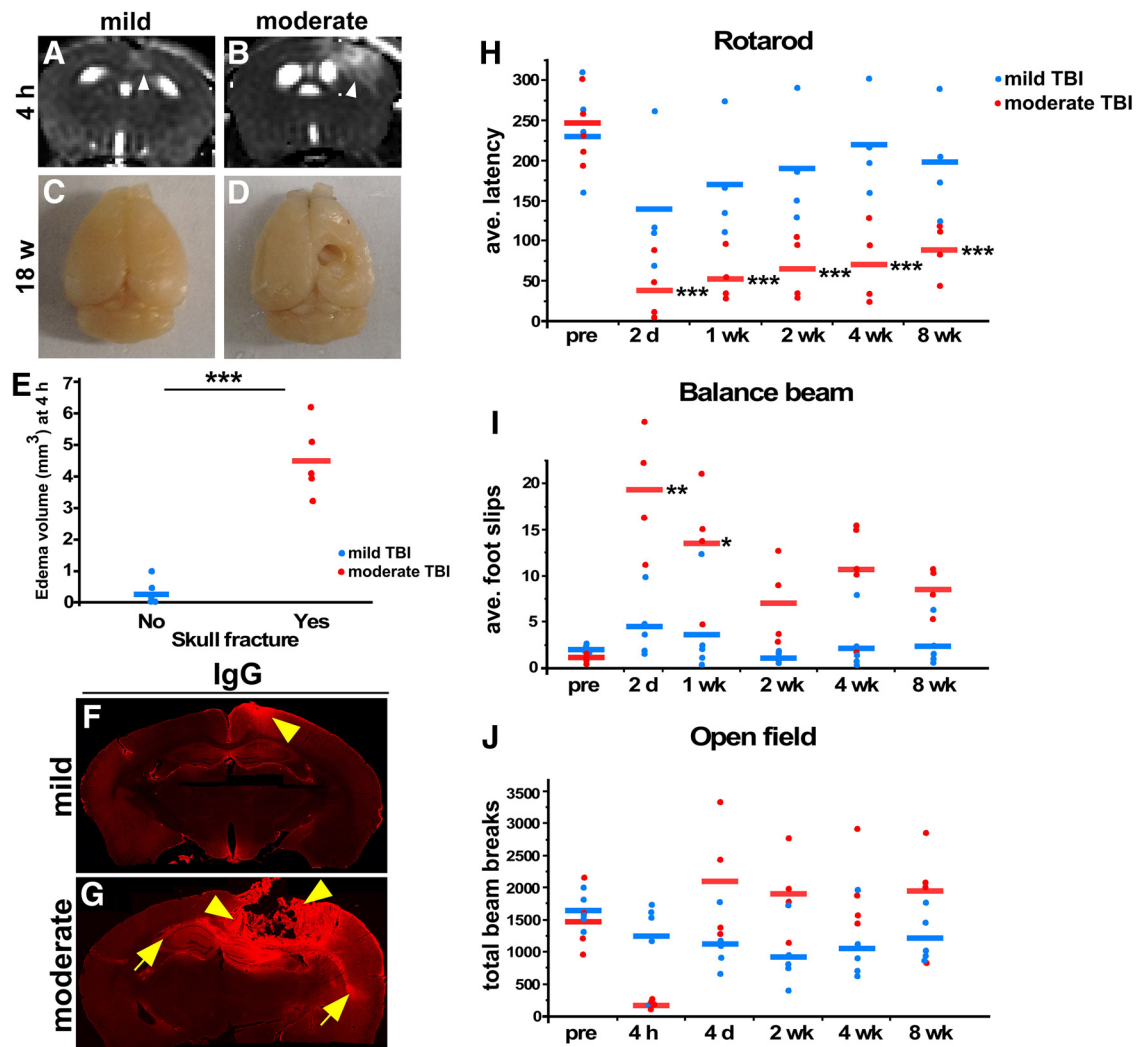 mild moderate
A B
4 h
C D
18 w
E
***
Edema volume (mm3) at 4 h
7
6
5
4
3
2
1
0
mild TBI
moderate TBI
No Yes
Skull fracture
IgG
F
mild
G
moderate
H Rotarod
mild TBI
moderate TBI
ave. latency
300
250
200
150
100
50
0
*** *** *** *** ***
pre 2 d 1 wk 2 wk 4 wk 8 wk
I Balance beam
ave. foot slips
20
15
10
5
0
**
*
pre 2 d 1 wk 2 wk 4 wk 8 wk
J Open field
total beam breaks
3500
3000
2500
2000
1500
1000
500
0
pre 4 h 4 d 2 wk 4 wk 8 wk